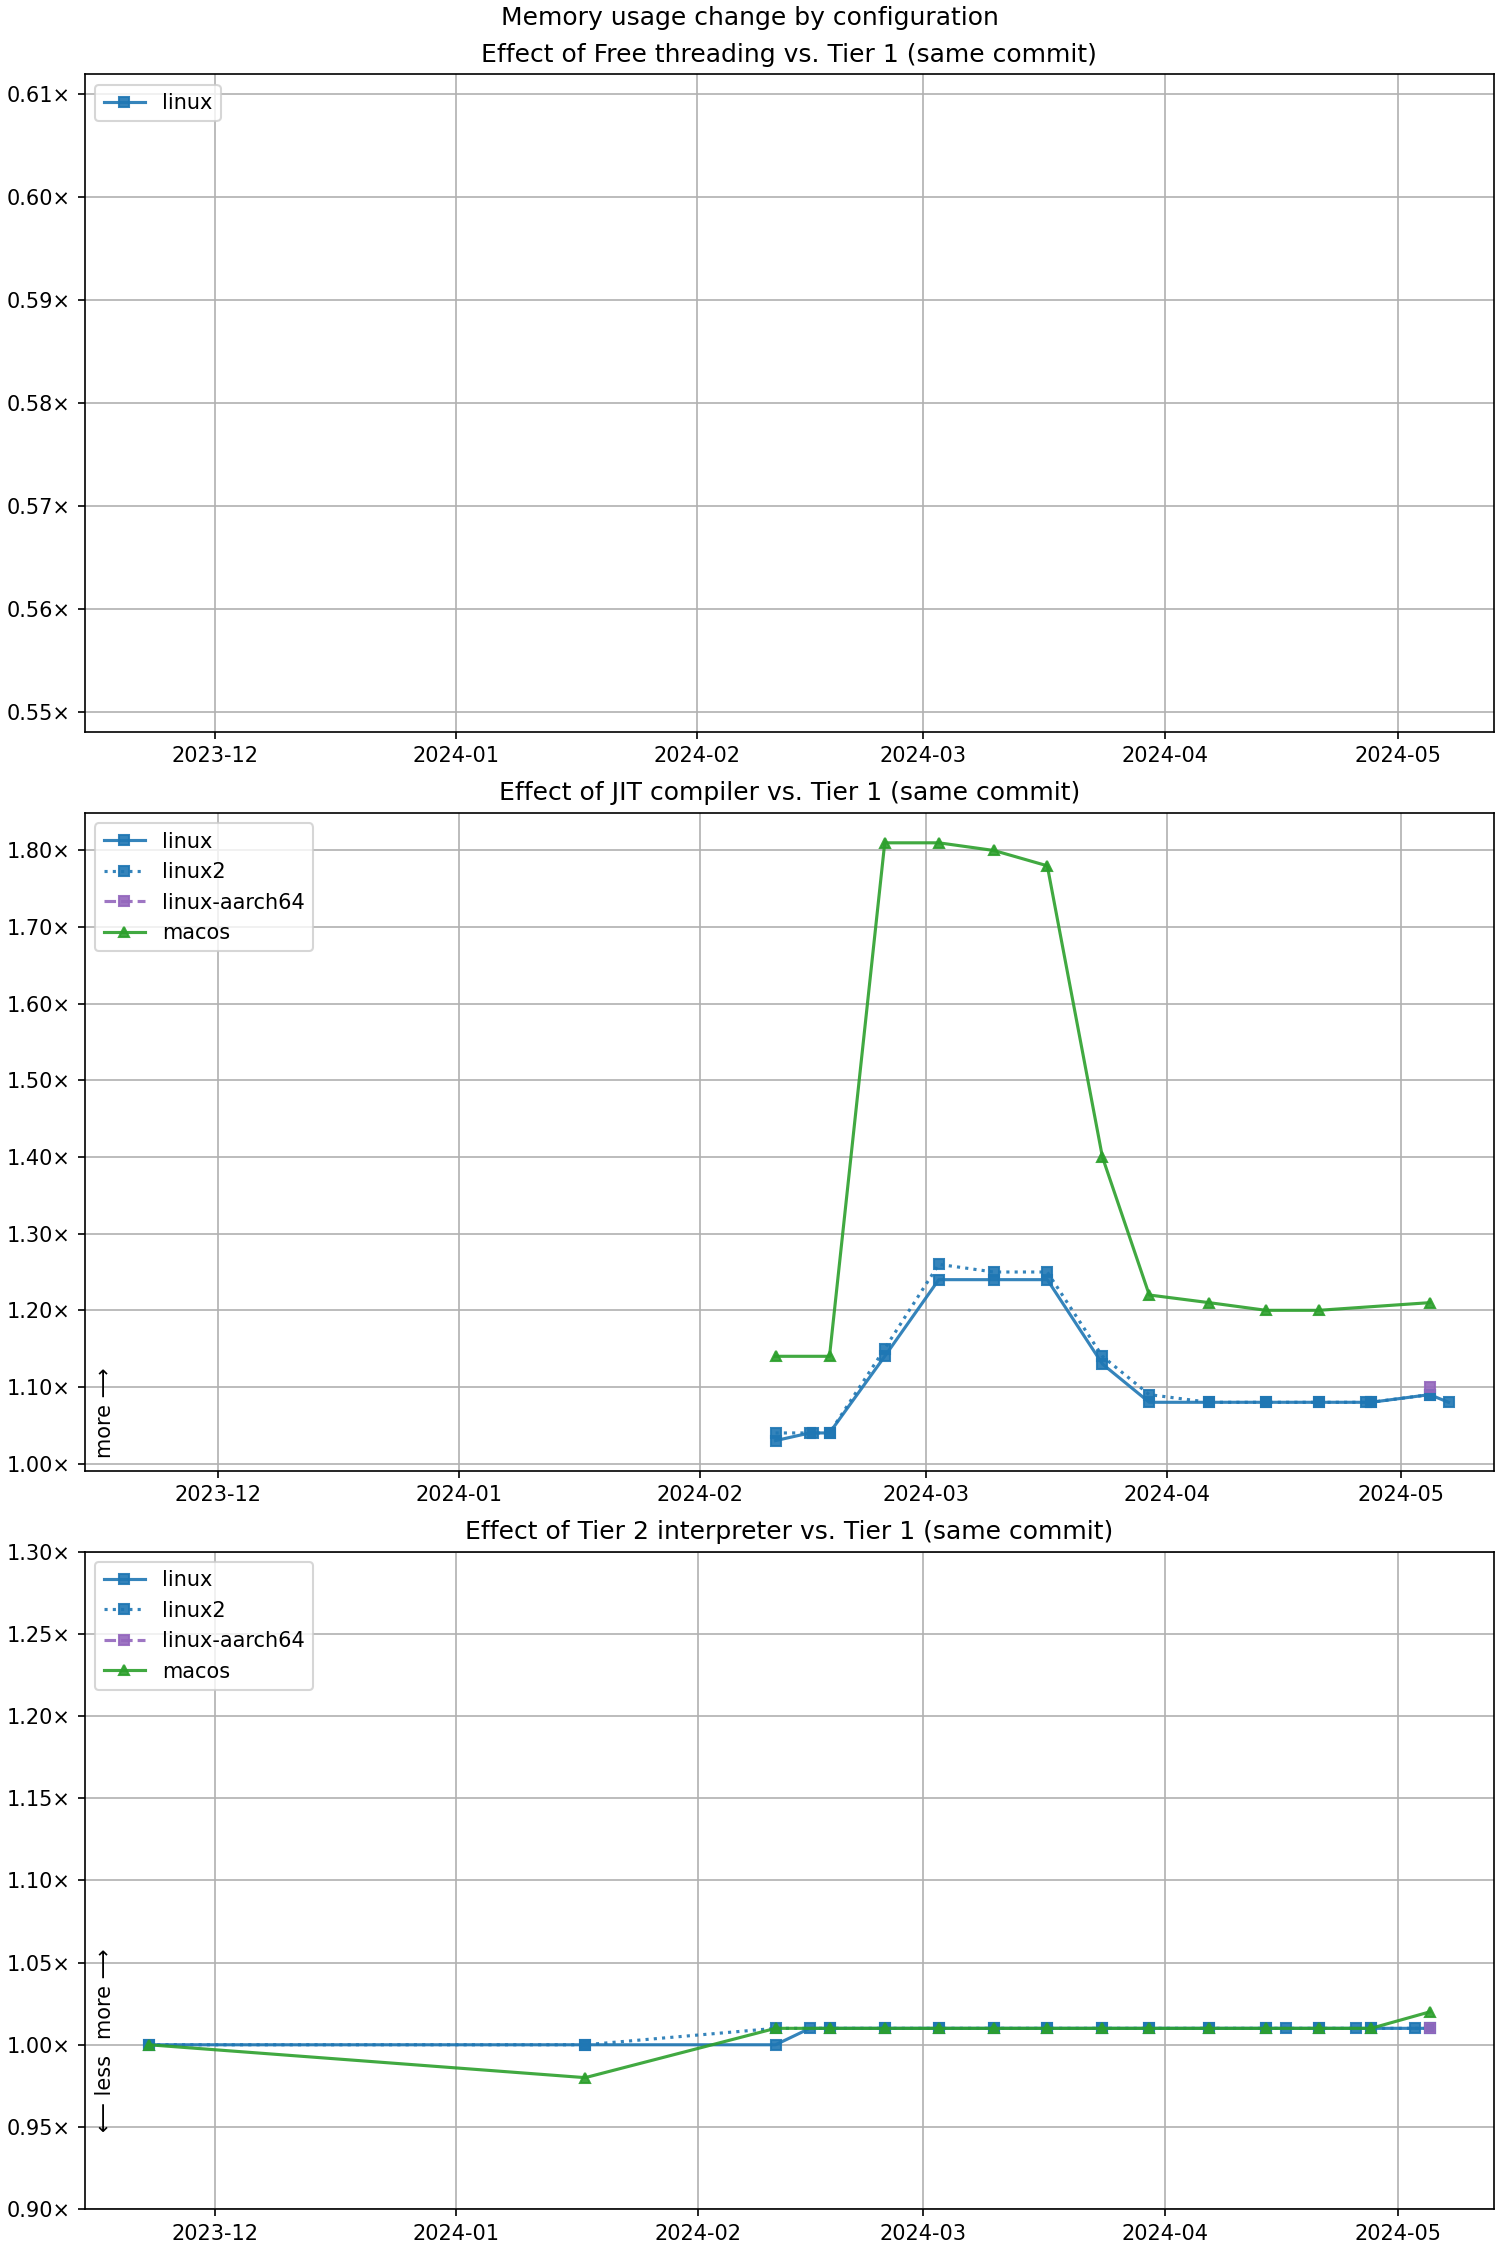 Memory usage change by configuration
Effect of Free threading vs. Tier 1 (same commit)
linux
0.61×
0.60×
0.59×
0.58×
0.57×
0.56×
0.55×
2023-12 2024-01 2024-02 2024-03 2024-04 2024-05
Effect of JIT compiler vs. Tier 1 (same commit)
linux
linux2
linux-aarch64
macos
1.80×
1.70×
1.60×
1.50×
1.40×
1.30×
1.20×
1.10×
1.00×
more ⟶
2023-12 2024-01 2024-02 2024-03 2024-04 2024-05
Effect of Tier 2 interpreter vs. Tier 1 (same commit)
linux
linux2
linux-aarch64
macos
1.30×
1.25×
1.20×
1.15×
1.10×
1.05×
1.00×
0.95×
0.90×
⟵ less more ⟶
2023-12 2024-01 2024-02 2024-03 2024-04 2024-05